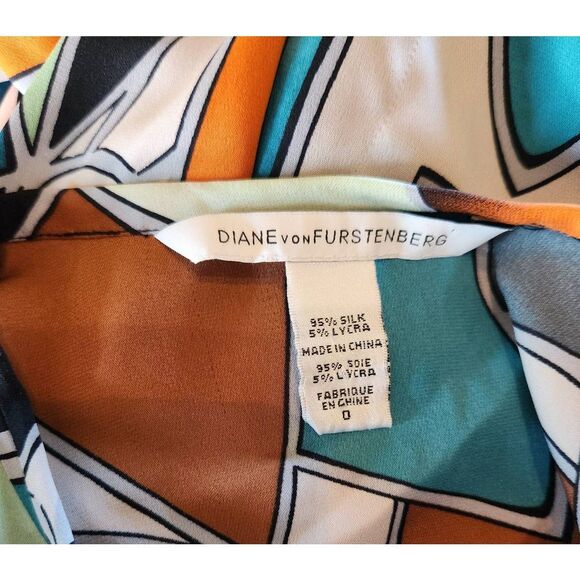 DIANE VON FURSTENBERG
95% SILK
5% LYCRA
MADE IN CHINA
95% SOIE
5% LYCRA
FABRIQUE
EN CHINE
0